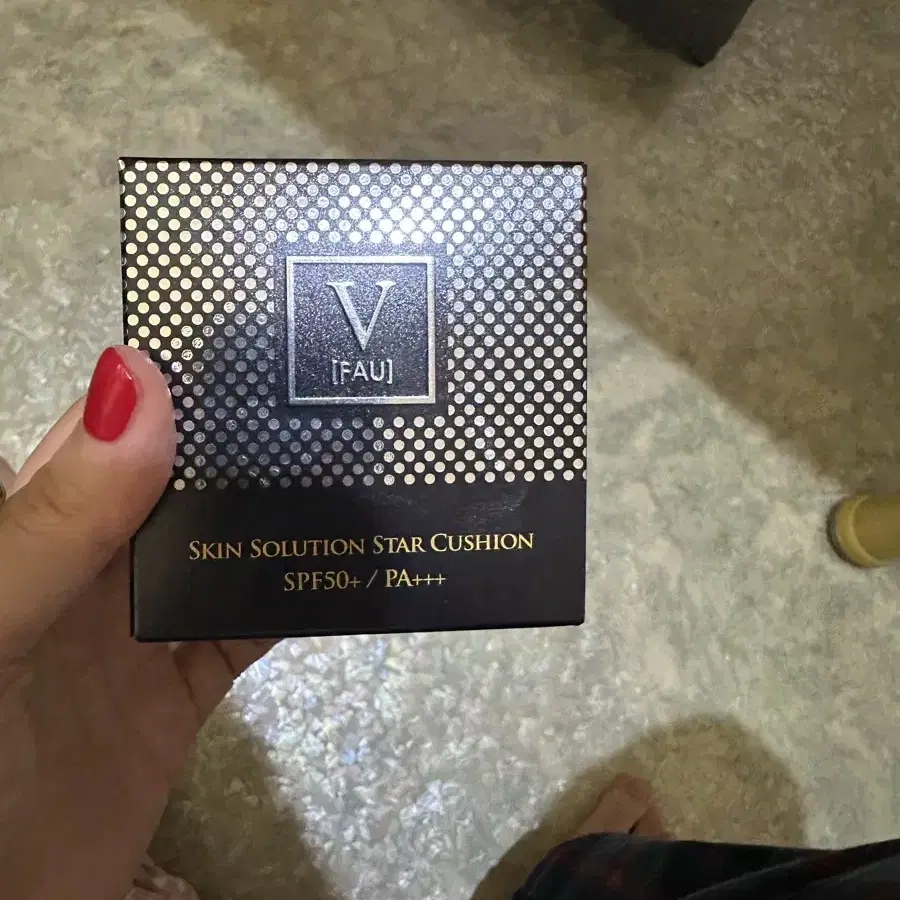 V
[FAU]
SKIN SOLUTION STAR CUSHION
SPF50+ / PA+++